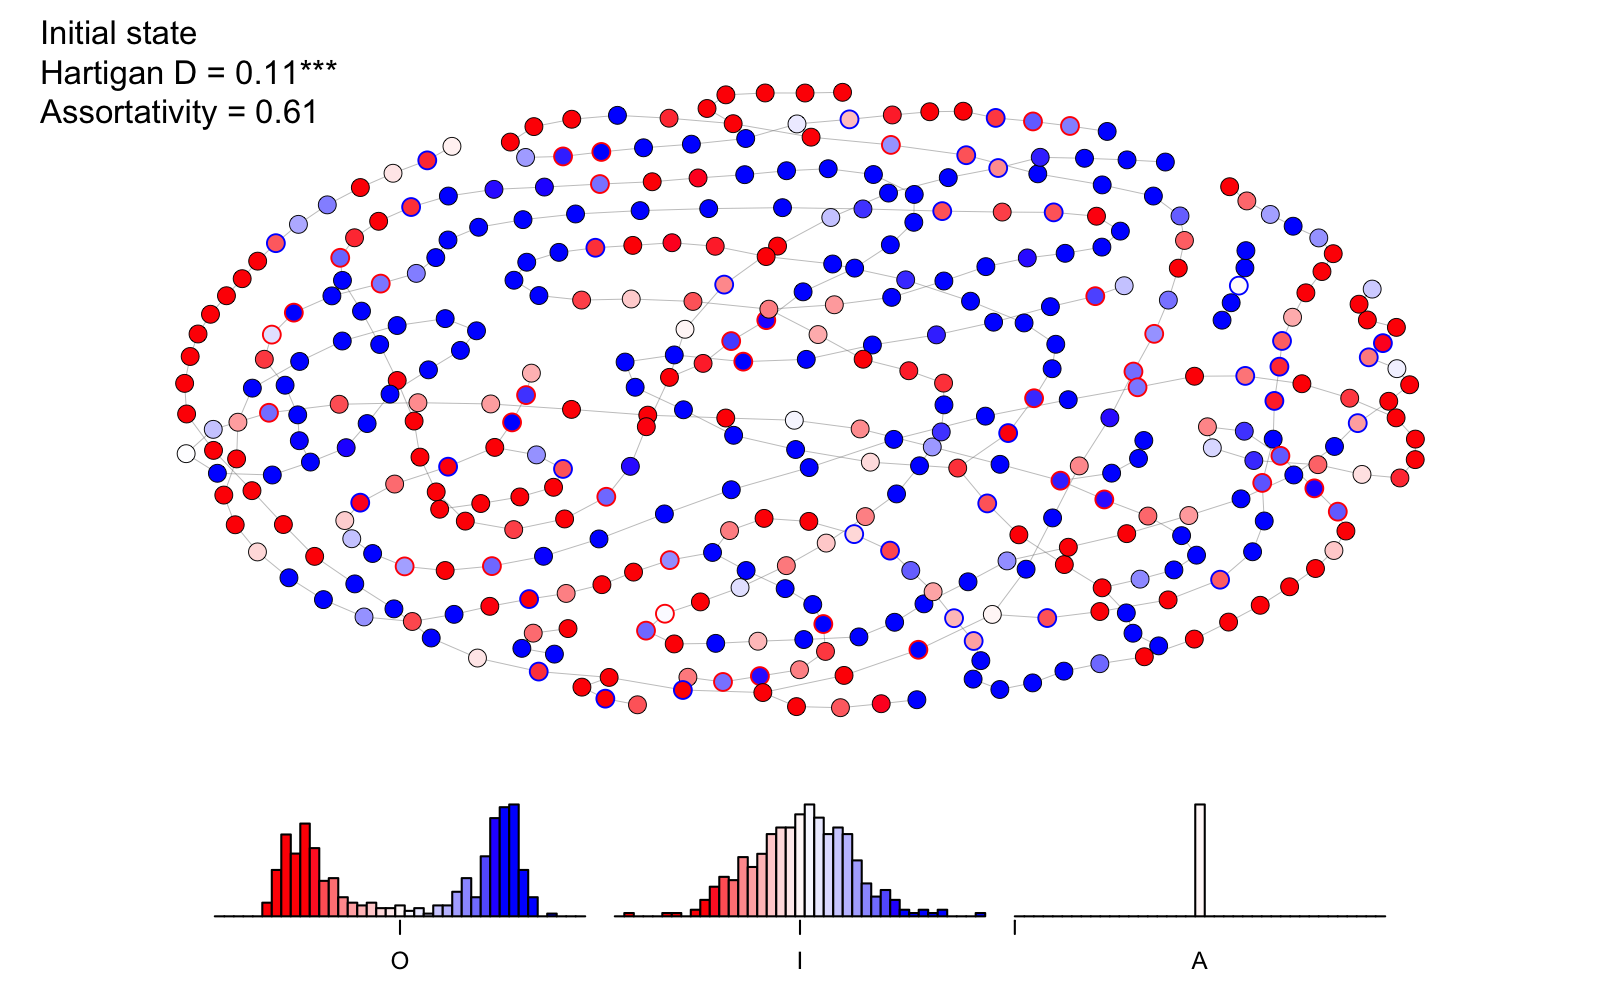 Initial state
Hartigan D = 0.11***
Assortativity = 0.61
O
I
A